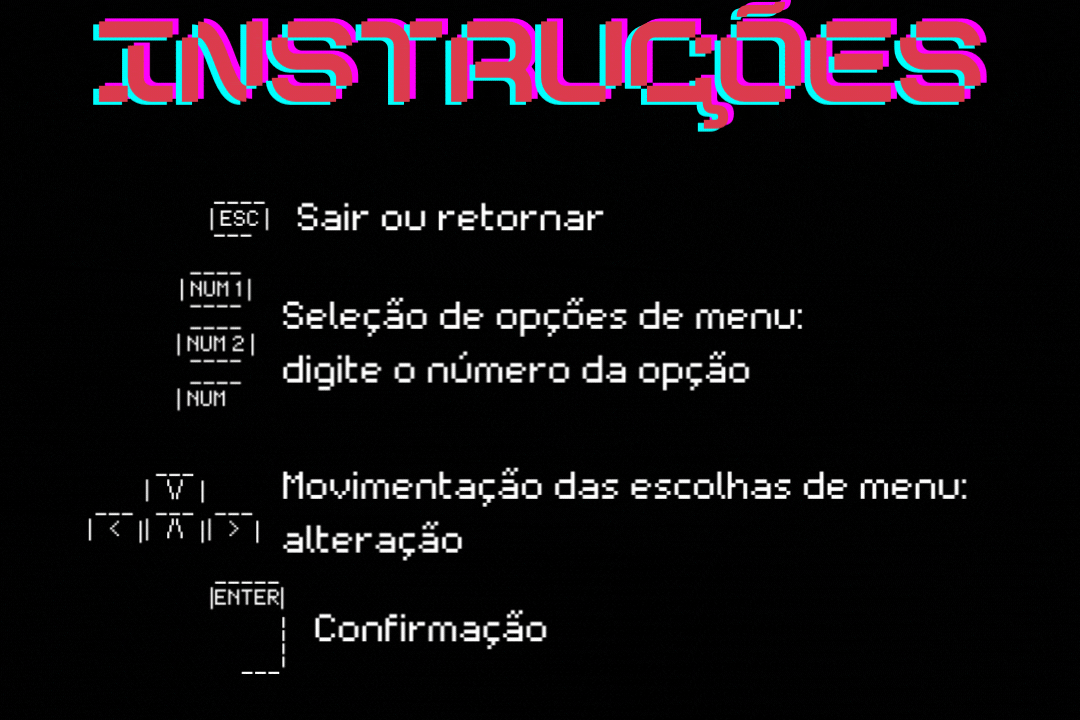 INSTRUÇÕES
ESC Sair ou retornar
NUM 1
Seleção de opções de menu:
NUM 2
digite o número da opção
NUM
Movimentação das escolhas de menu:
V
< Λ >
alteração
ENTER
Confirmação